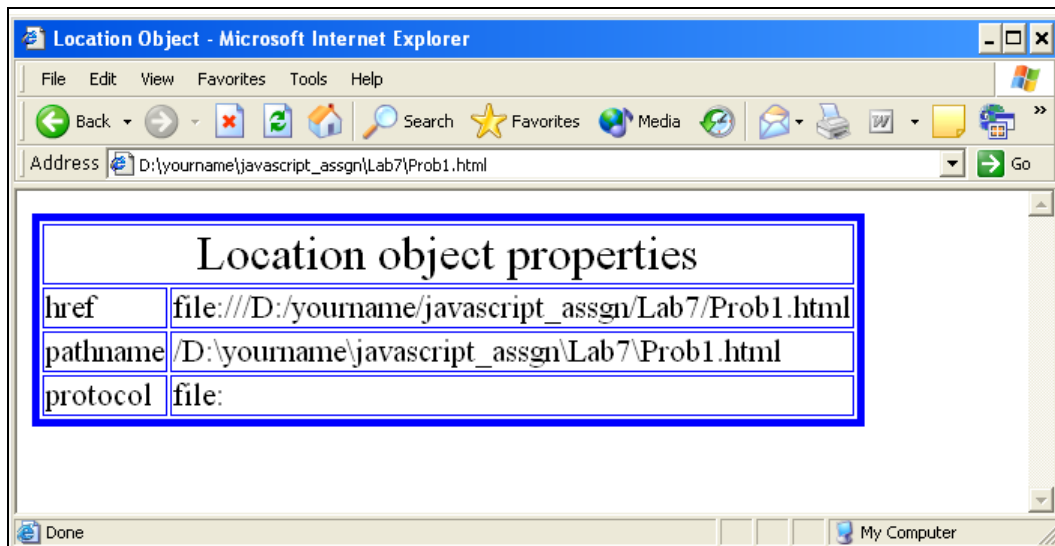 Location Object - Microsoft Internet Explorer
File Edit View Favorites Tools Help
Back Search Favorites Media W »
Address D:\yourname\javascript_assgn\Lab7\Prob1.html Go
Location object properties
href file:///D:/yourname/javascript_assgn/Lab7/Prob1.html
pathname /D:\yourname\javascript_assgn\Lab7\Prob1.html
protocol file:
Done My Computer